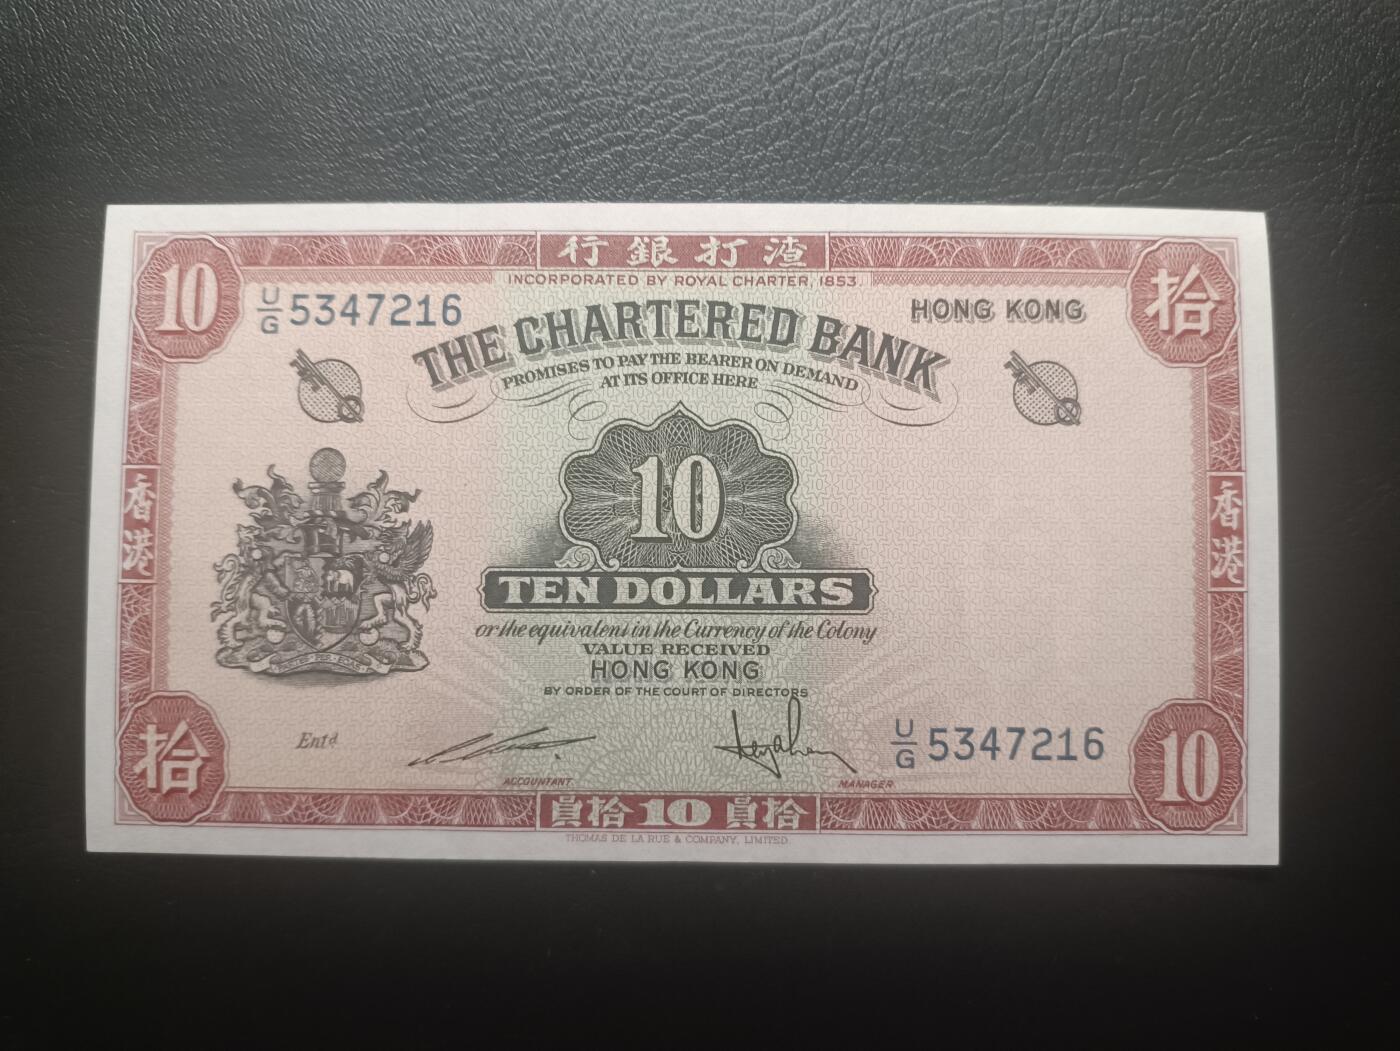 行銀打渣
INCORPORATED BY ROYAL CHARTER, 1853.
10
拾
U/G 5347216
HONG KONG
THE CHARTERED BANK
PROMISES TO PAY THE BEARER ON DEMAND
AT ITS OFFICE HERE
10
香港
香港
TEN DOLLARS
or the equivalent in the Currency of the Colony
VALUE RECEIVED
HONG KONG
BY ORDER OF THE COURT OF DIRECTORS
Entd
U/G 5347216
拾
10
ACCOUNTANT.
MANAGER.
員拾 10 員拾
THOMAS DE LA RUE & COMPANY, LIMITED.